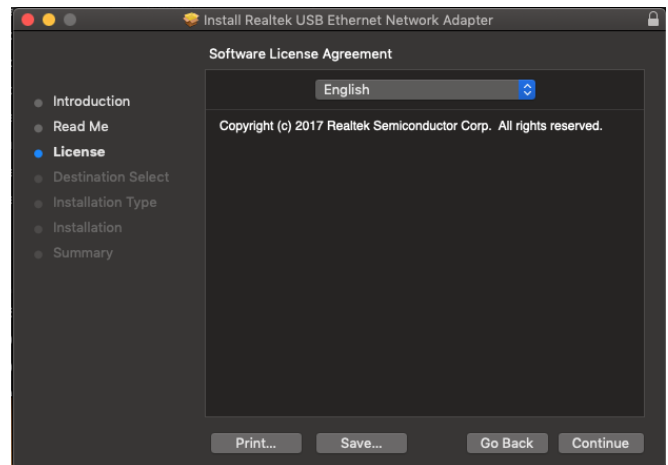 Install Realtek USB Ethernet Network Adapter
Software License Agreement
English
Introduction
Read Me
License
Destination Select
Installation Type
Installation
Summary
Copyright (c) 2017 Realtek Semiconductor Corp.  All rights reserved.
Print...
Save...
Go Back
Continue